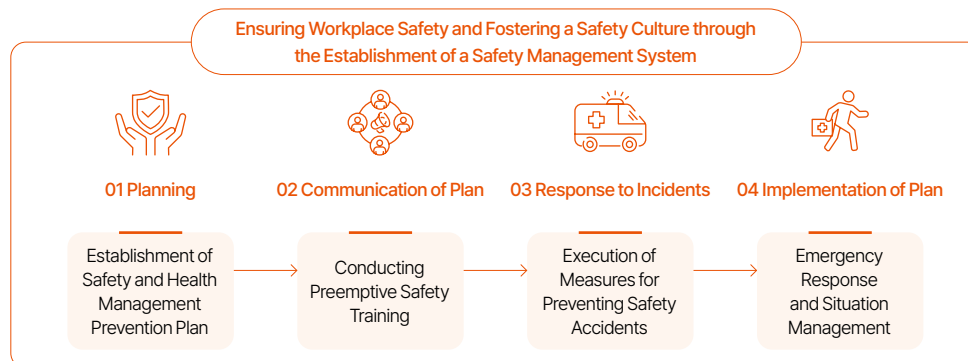 Ensuring Workplace Safety and Fostering a Safety Culture through
the Establishment of a Safety Management System
01 Planning
02 Communication of Plan
03 Response to Incidents
04 Implementation of Plan
Establishment of
Safety and Health
Management
Prevention Plan
Conducting
Preemptive Safety
Training
Execution of
Measures for
Preventing Safety
Accidents
Emergency
Response
and Situation
Management